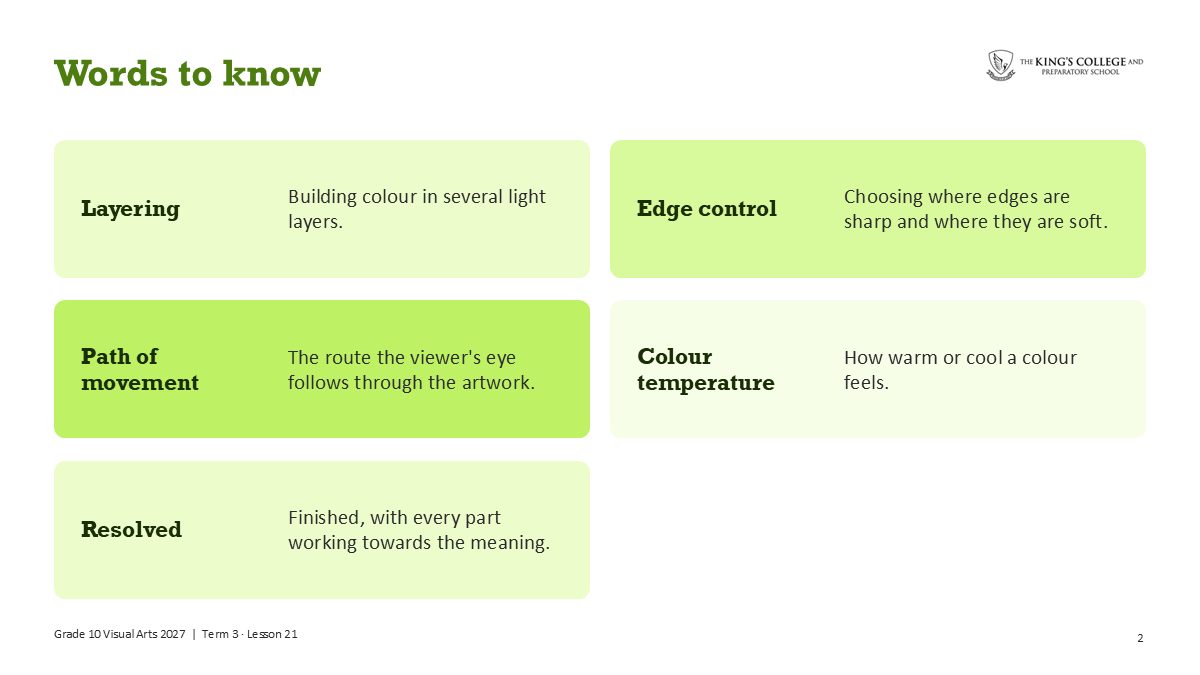 Words to know
THE KING'S COLLEGE AND
PREPARATORY SCHOOL
Layering
Building colour in several light
layers.
Edge control
Choosing where edges are
sharp and where they are soft.
Path of
movement
The route the viewer's eye
follows through the artwork.
Colour
temperature
How warm or cool a colour
feels.
Resolved
Finished, with every part
working towards the meaning.
Grade 10 Visual Arts 2027 | Term 3 · Lesson 21
2